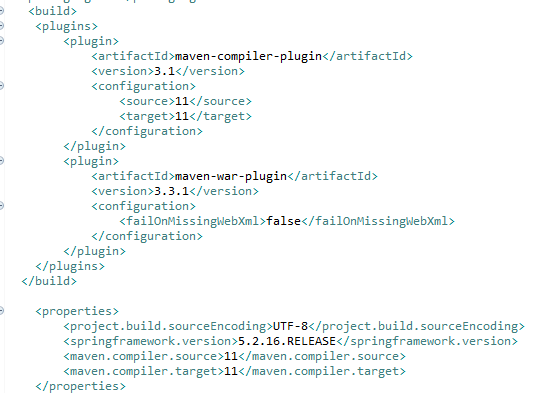 <build>
<plugins>
<plugin>
<artifactId>maven-compiler-plugin</artifactId>
<version>3.1</version>
<configuration>
<source>11</source>
<target>11</target>
</configuration>
</plugin>
<plugin>
<artifactId>maven-war-plugin</artifactId>
<version>3.3.1</version>
<configuration>
<failOnMissingWebXml>false</failOnMissingWebXml>
</configuration>
</plugin>
</plugins>
</build>
<properties>
<project.build.sourceEncoding>UTF-8</project.build.sourceEncoding>
<springframework.version>5.2.16.RELEASE</springframework.version>
<maven.compiler.source>11</maven.compiler.source>
<maven.compiler.target>11</maven.compiler.target>
</properties>